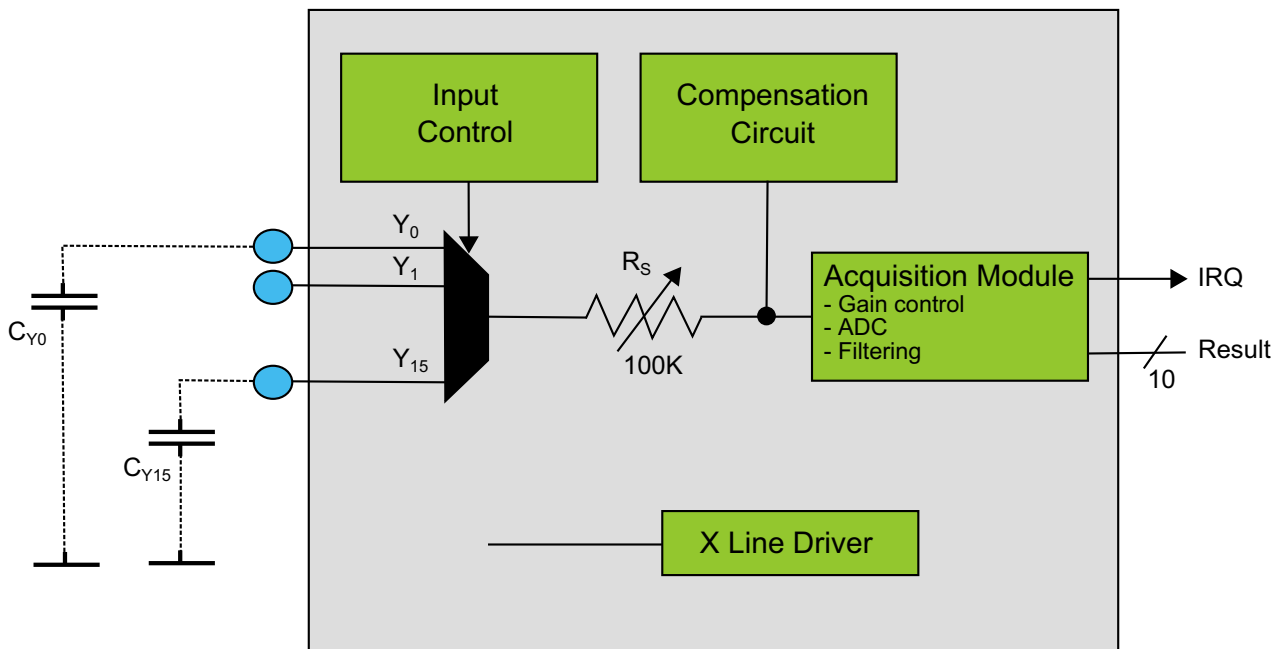 Input
Control
Compensation
Circuit
Y0
Y1
RS
Acquisition Module
- Gain control
- ADC
- Filtering
IRQ
CY0
Y15
100K
Result
10
CY15
X Line Driver